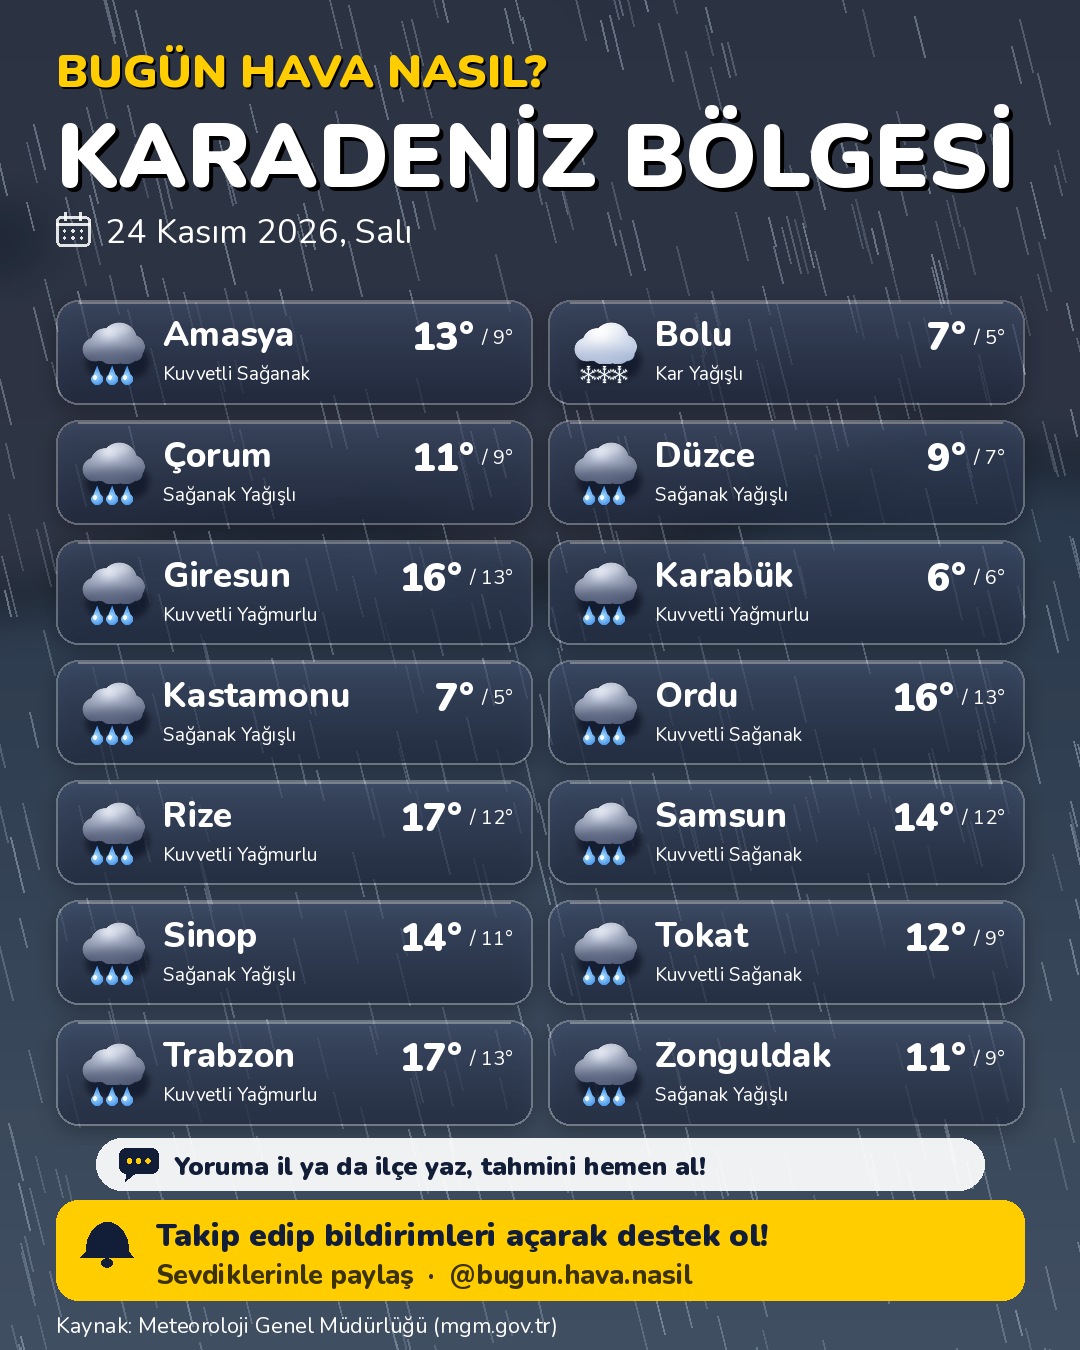 BUGÜN HAVA NASIL?
KARADENİZ BÖLGESİ
24 Kasım 2026, Salı
Amasya 13° / 9°
Kuvvetli Sağanak
Bolu 7° / 5°
Kar Yağışlı
Çorum 11° / 9°
Sağanak Yağışlı
Düzce 9° / 7°
Sağanak Yağışlı
Giresun 16° / 13°
Kuvvetli Yağmurlu
Karabük 6° / 6°
Kuvvetli Yağmurlu
Kastamonu 7° / 5°
Sağanak Yağışlı
Ordu 16° / 13°
Kuvvetli Sağanak
Rize 17° / 12°
Kuvvetli Yağmurlu
Samsun 14° / 12°
Kuvvetli Sağanak
Sinop 14° / 11°
Sağanak Yağışlı
Tokat 12° / 9°
Kuvvetli Sağanak
Trabzon 17° / 13°
Kuvvetli Yağmurlu
Zonguldak 11° / 9°
Sağanak Yağışlı
Yoruma il ya da ilçe yaz, tahmini hemen al!
Takip edip bildirimleri açarak destek ol!
Sevdiklerinle paylaş · @bugun.hava.nasil
Kaynak: Meteoroloji Genel Müdürlüğü (mgm.gov.tr)